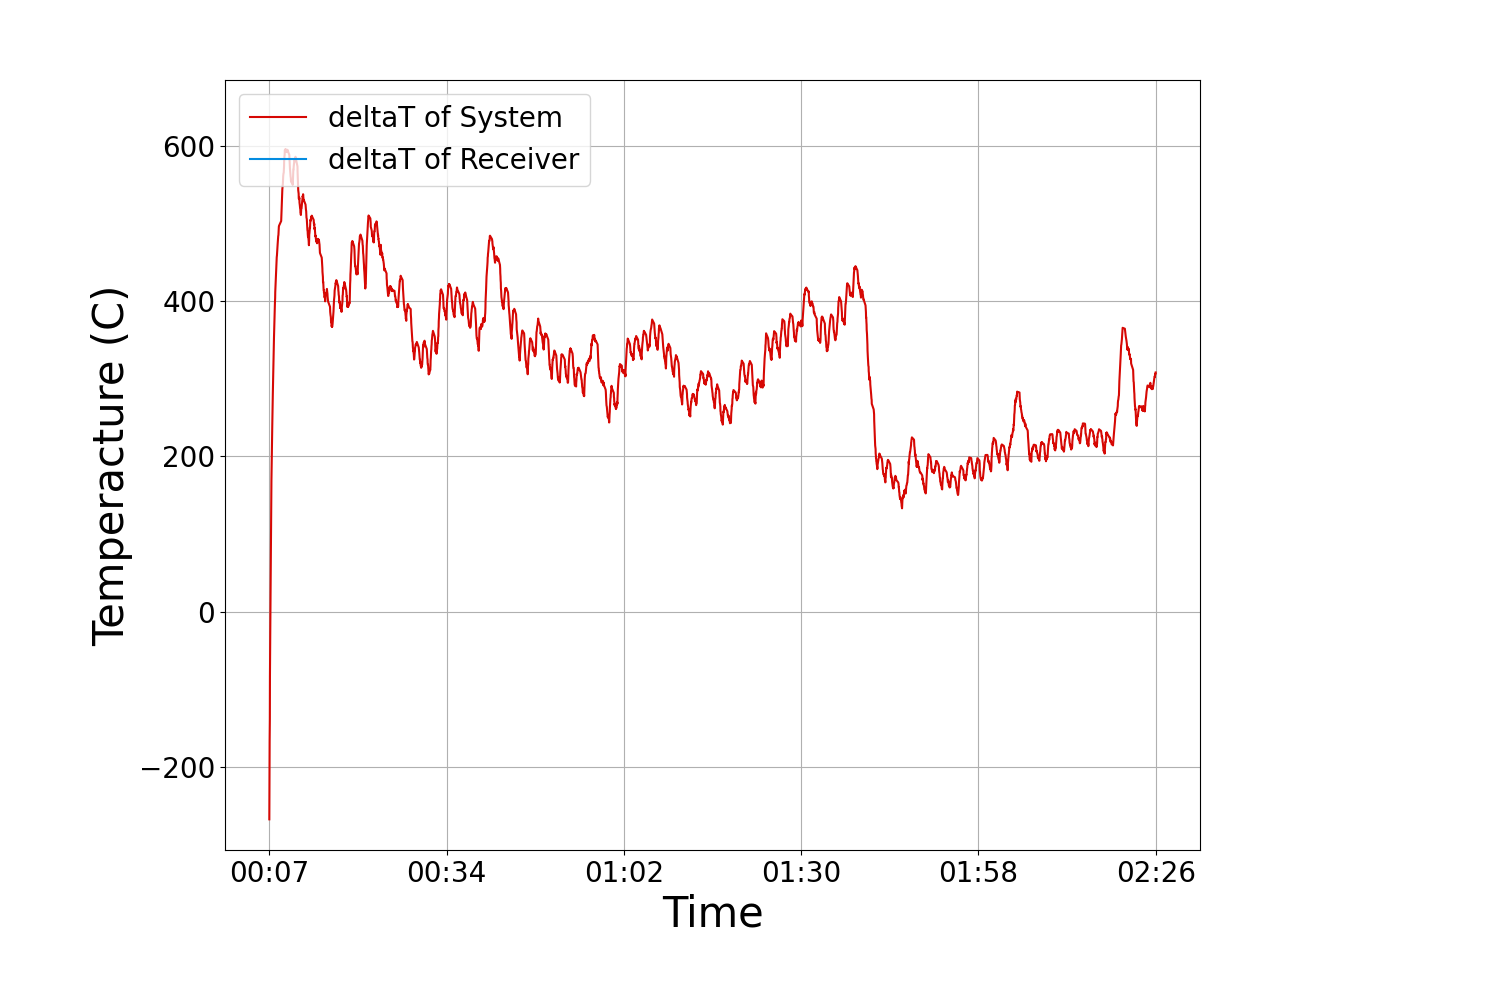 deltaT of System
deltaT of Receiver
600
400
200
0
−200
Temperacture (C)
00:07 00:34 01:02 01:30 01:58 02:26
Time